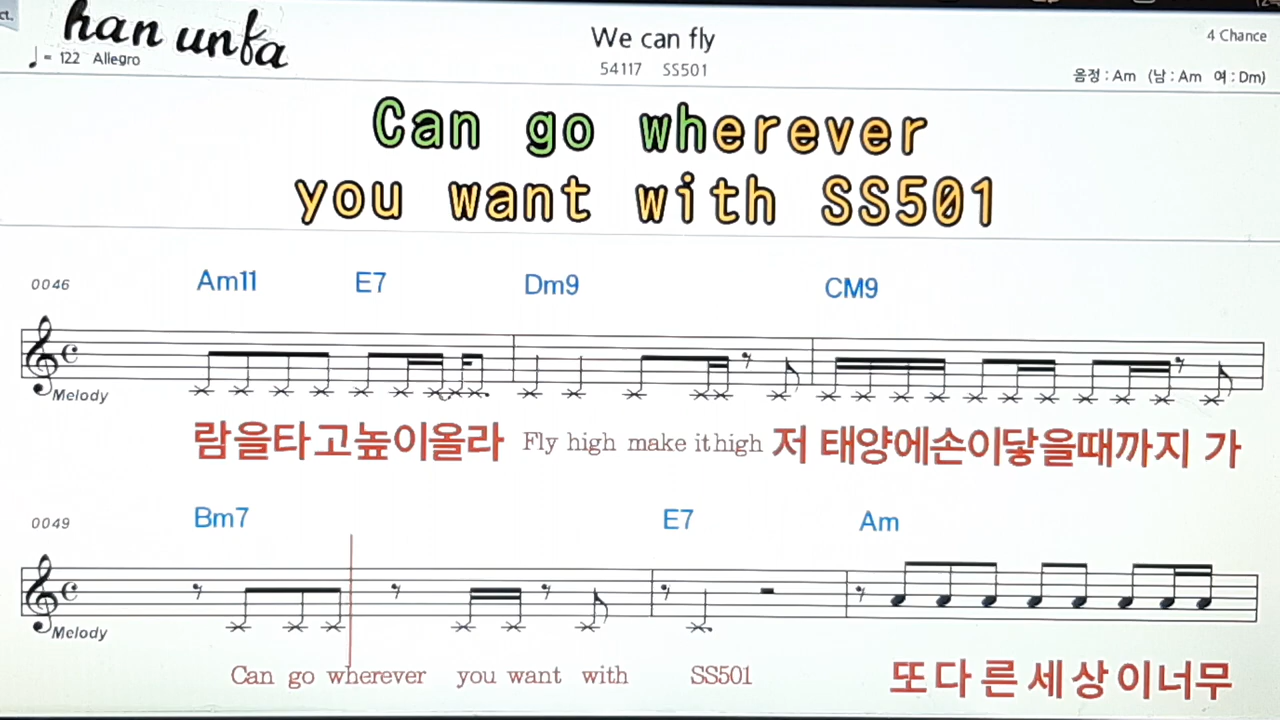 ct.
han unfa
4 Chance
We can fly
♩ = 122 Allegro
54117 SS501
음정 : Am (남 : Am 여 : Dm)
Can go wherever
you want with SS501
0046 Am11 E7 Dm9 CM9
Melody
람을타고높이올라 Fly high make it high 저 태양에손이닿을때까지 가
0049 Bm7 E7 Am
Melody
Can go wherever you want with SS501 또다른세상이너무